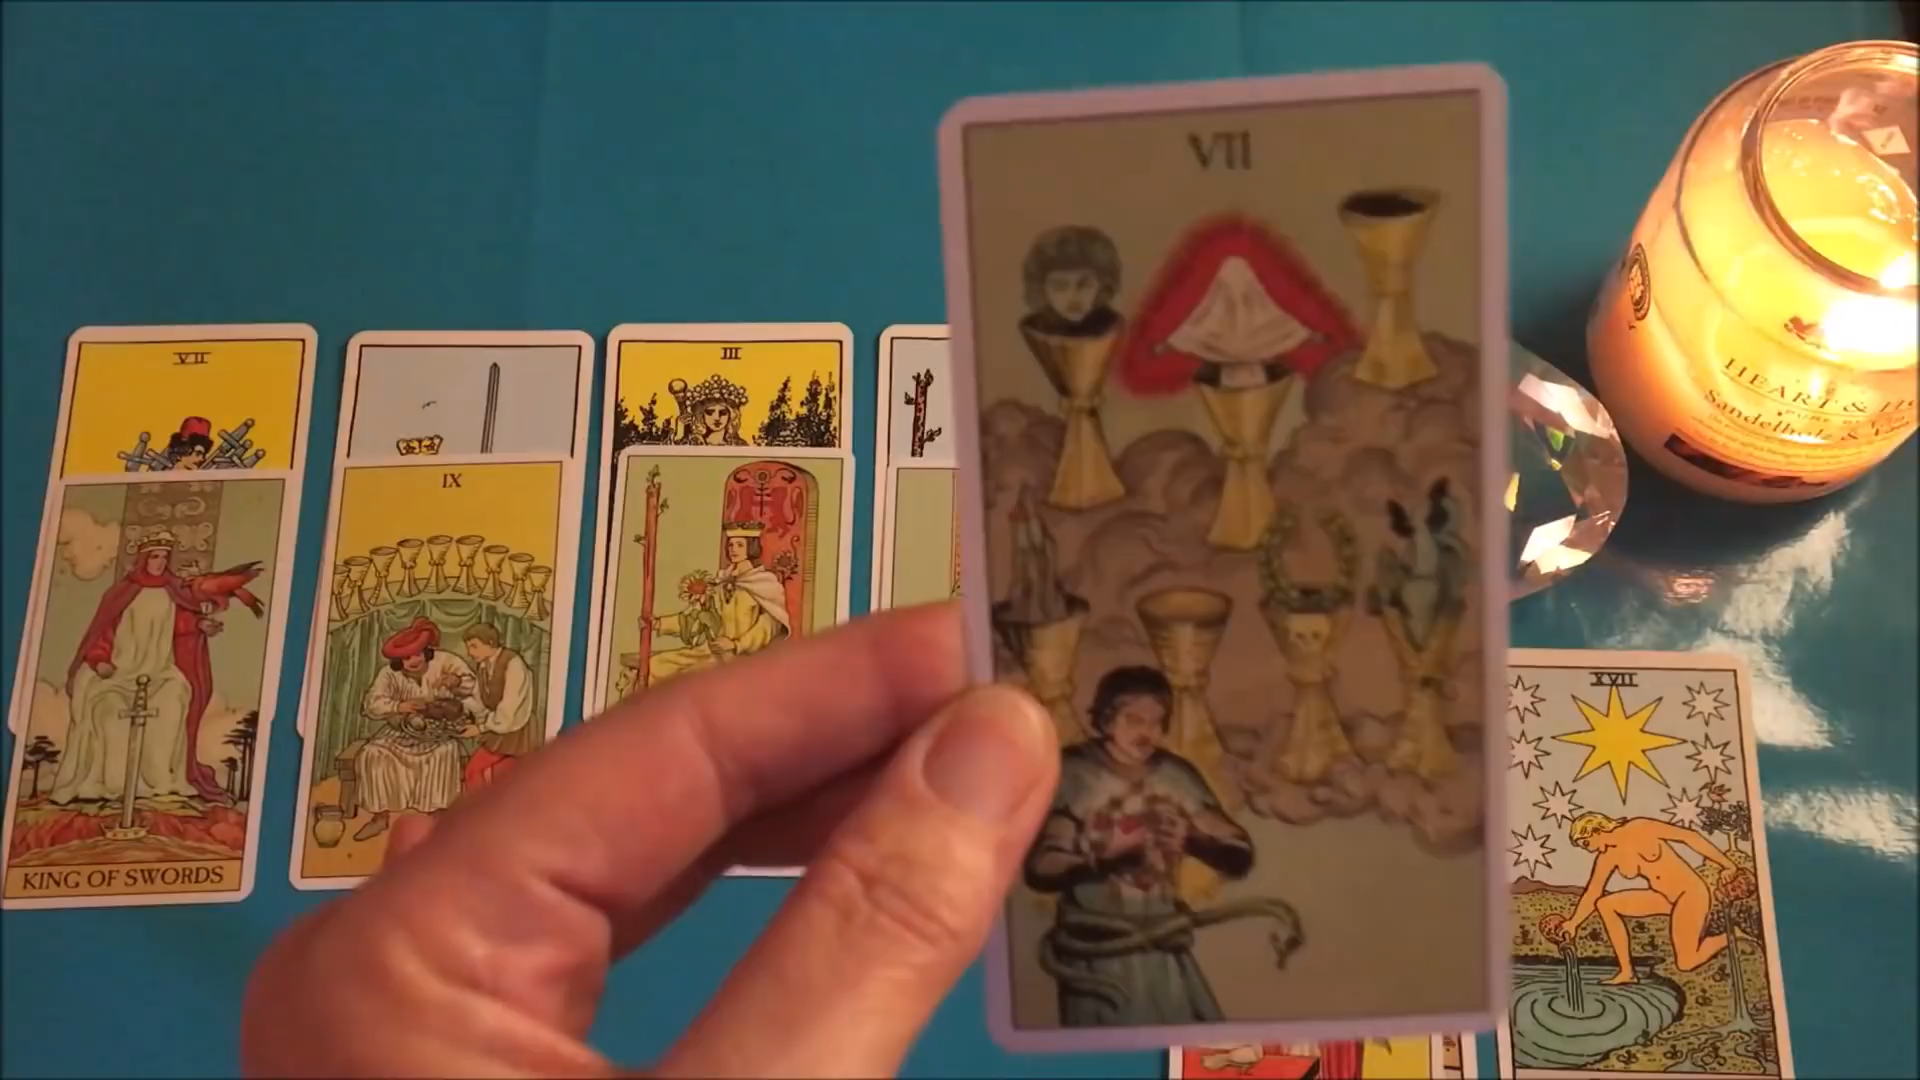 VII
VII
III
IX
XVII
KING OF SWORDS
HEART &
Sandelholz &